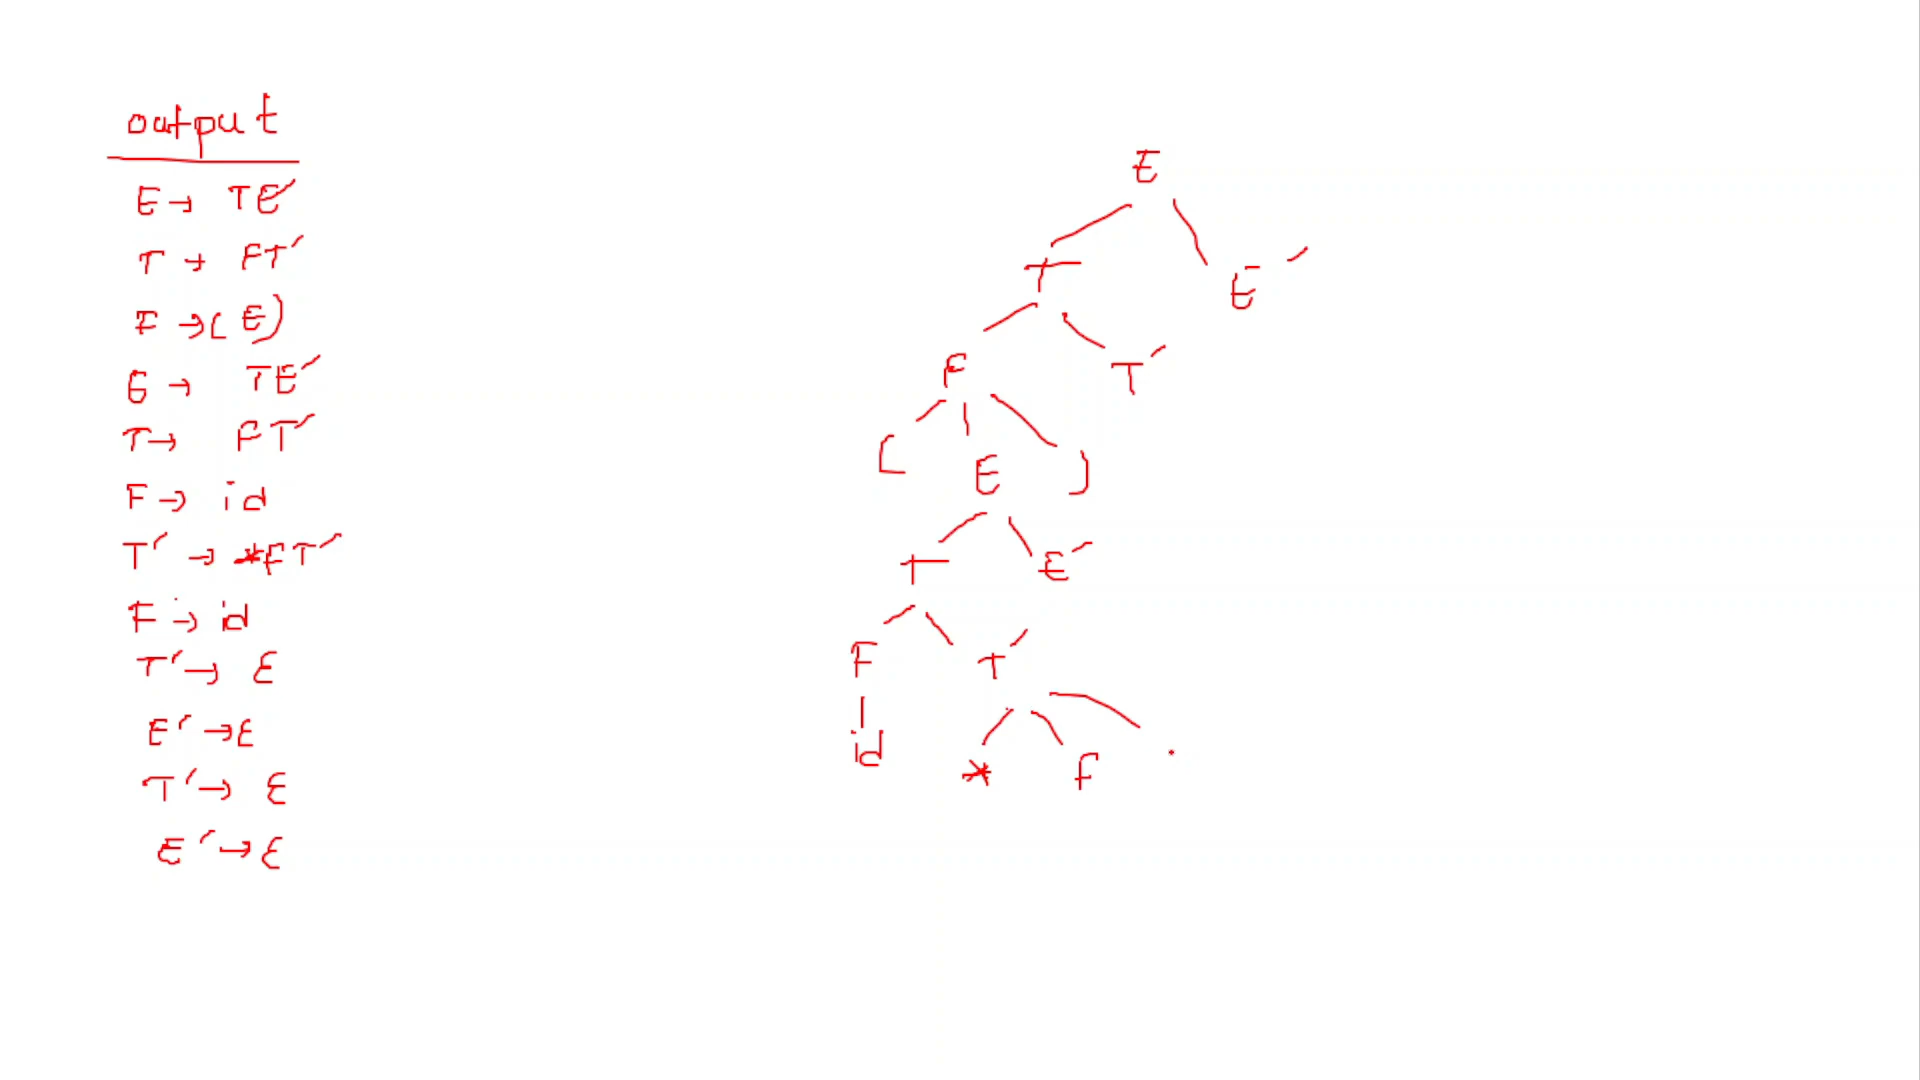 output
E → TE′
T → FT′
F → (E)
E → TE′
T → FT′
F → id
T′ → *FT′
F → id
T′ → ε
E′ → ε
T′ → ε
E′ → ε
E
T E′
F T′
( E )
T E′
F T′
id * F